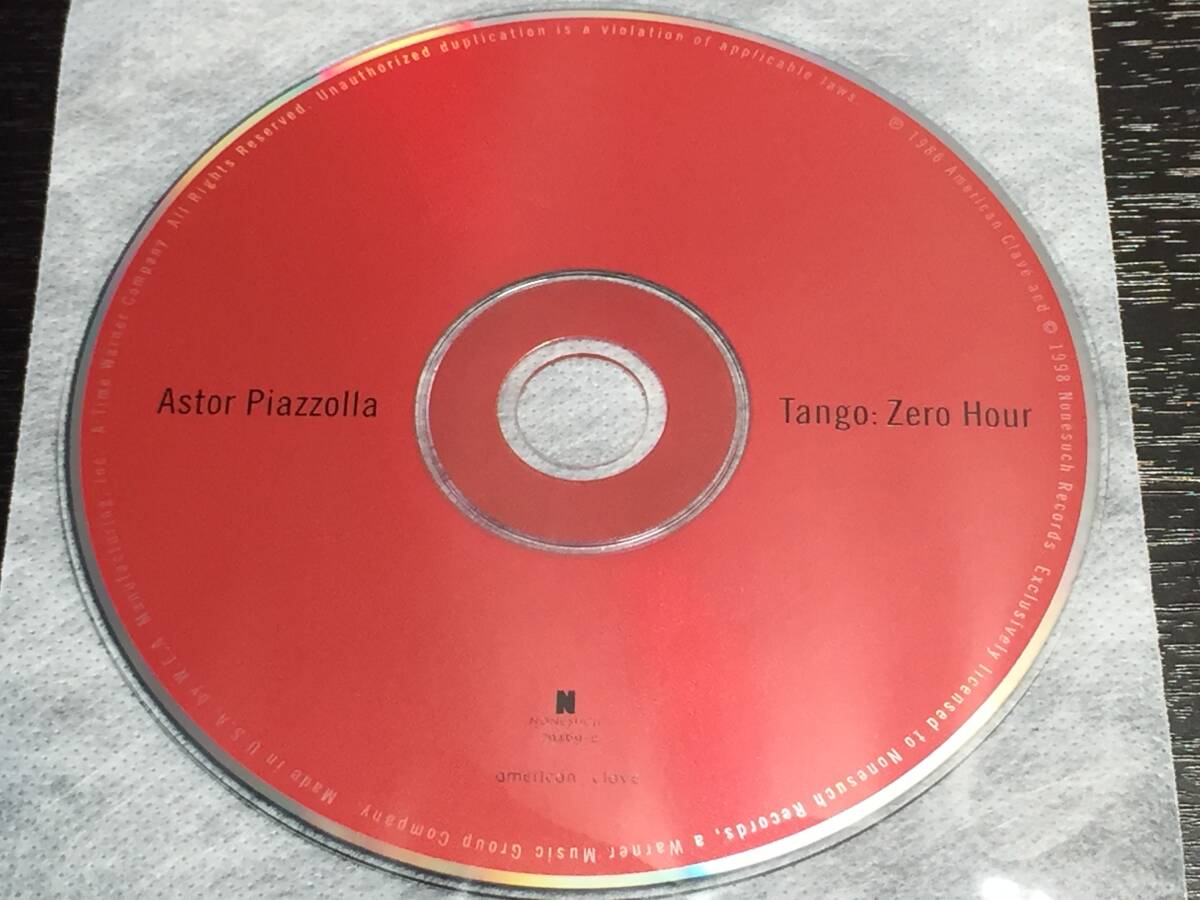 Astor Piazzolla
Tango: Zero Hour
N
NONESUCH
american clave
℗ 1986 American Clave and © 1998 Nonesuch Records Exclusively licensed to Nonesuch Records, a Warner Music Group Company. Made in U.S.A. by W.E.A. Manufacturing, Inc. A Time Warner Company All Rights Reserved. Unauthorized duplication is a violation of applicable laws.